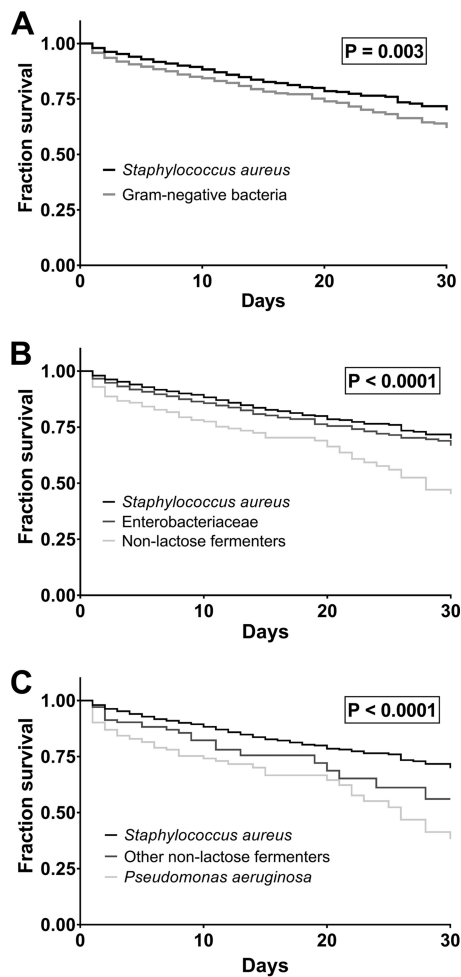 A
Fraction survival
1.00
0.75
0.50
0.25
0.00
P = 0.003
Staphylococcus aureus
Gram-negative bacteria
0 10 20 30
Days
B
Fraction survival
1.00
0.75
0.50
0.25
0.00
P < 0.0001
Staphylococcus aureus
Enterobacteriaceae
Non-lactose fermenters
0 10 20 30
Days
C
Fraction survival
1.00
0.75
0.50
0.25
0.00
P < 0.0001
Staphylococcus aureus
Other non-lactose fermenters
Pseudomonas aeruginosa
0 10 20 30
Days